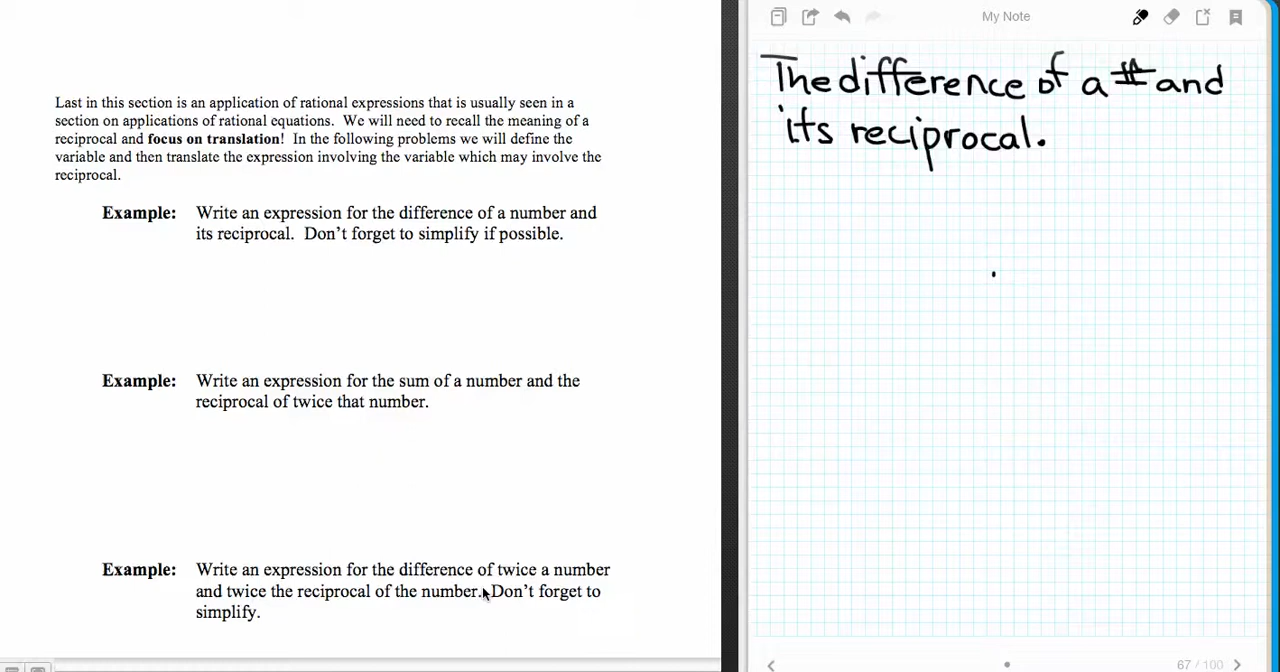 Last in this section is an application of rational expressions that is usually seen in a
section on applications of rational equations.  We will need to recall the meaning of a
reciprocal and focus on translation!  In the following problems we will define the
variable and then translate the expression involving the variable which may involve the
reciprocal.
Example: Write an expression for the difference of a number and
its reciprocal.  Don't forget to simplify if possible.
Example: Write an expression for the sum of a number and the
reciprocal of twice that number.
Example: Write an expression for the difference of twice a number
and twice the reciprocal of the number.  Don't forget to
simplify.
My Note
The difference of a # and
its reciprocal.
67 / 100